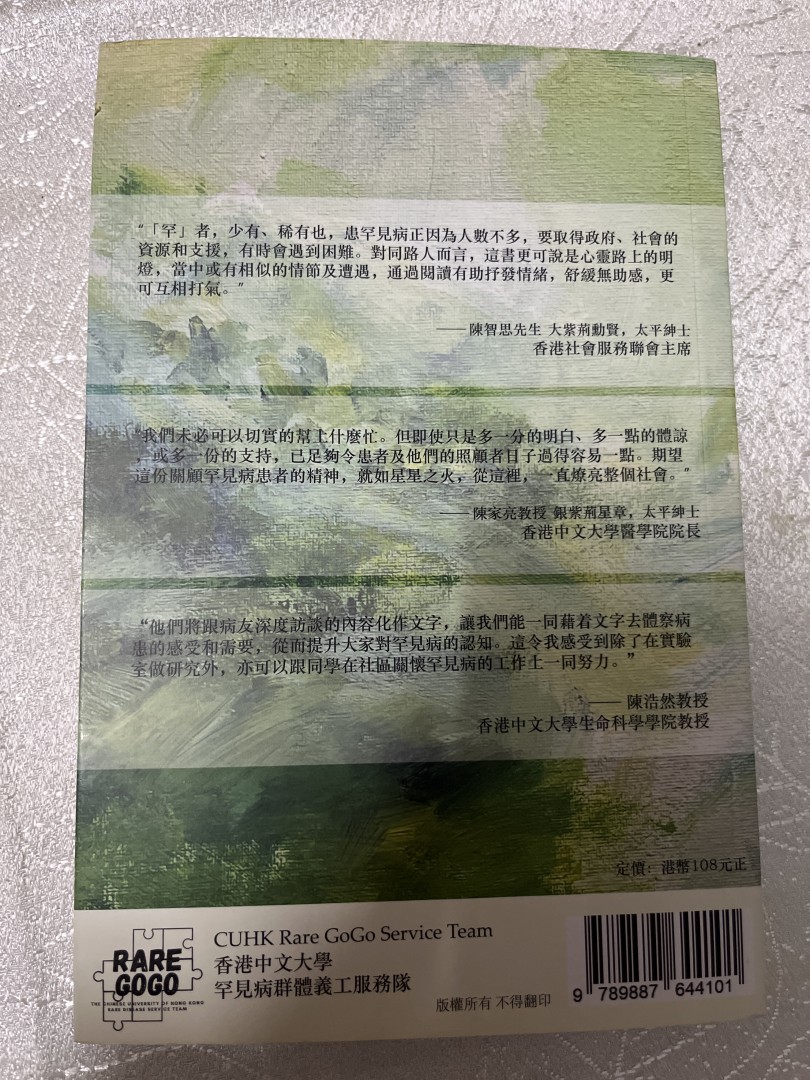 “「罕」者，少有、稀有也，患罕見病正因為人數不多，要取得政府、社會的
資源和支援，有時會遇到困難。對同路人而言，這書更可說是心靈路上的明
燈，當中或有相似的情節及遭遇，通過閱讀有助抒發情緒，舒緩無助感，更
可互相打氣。”
——陳智思先生 大紫荊勳賢，太平紳士
香港社會服務聯會主席
“我們未必可以切實的幫上什麼忙。但即使只是多一分的明白、多一點的體諒
，或多一份的支持，已足夠令患者及他們的照顧者日子過得容易一點。期望
這份關顧罕見病患者的精神，就如星星之火，從這裡，一直燎亮整個社會。”
——陳家亮教授 銀紫荊星章，太平紳士
香港中文大學醫學院院長
“他們將跟病友深度訪談的內容化作文字，讓我們能一同藉着文字去體察病
患的感受和需要，從而提升大家對罕見病的認知。這令我感受到除了在實驗
室做研究外，亦可以跟同學在社區關懷罕見病的工作上一同努力。”
——陳浩然教授
香港中文大學生命科學學院教授
定價：港幣108元正
RARE
GOGO
THE CHINESE UNIVERSITY OF HONG KONG
RARE DISEASE SERVICE TEAM
CUHK Rare GoGo Service Team
香港中文大學
罕見病群體義工服務隊
版權所有 不得翻印
9 789887 644101